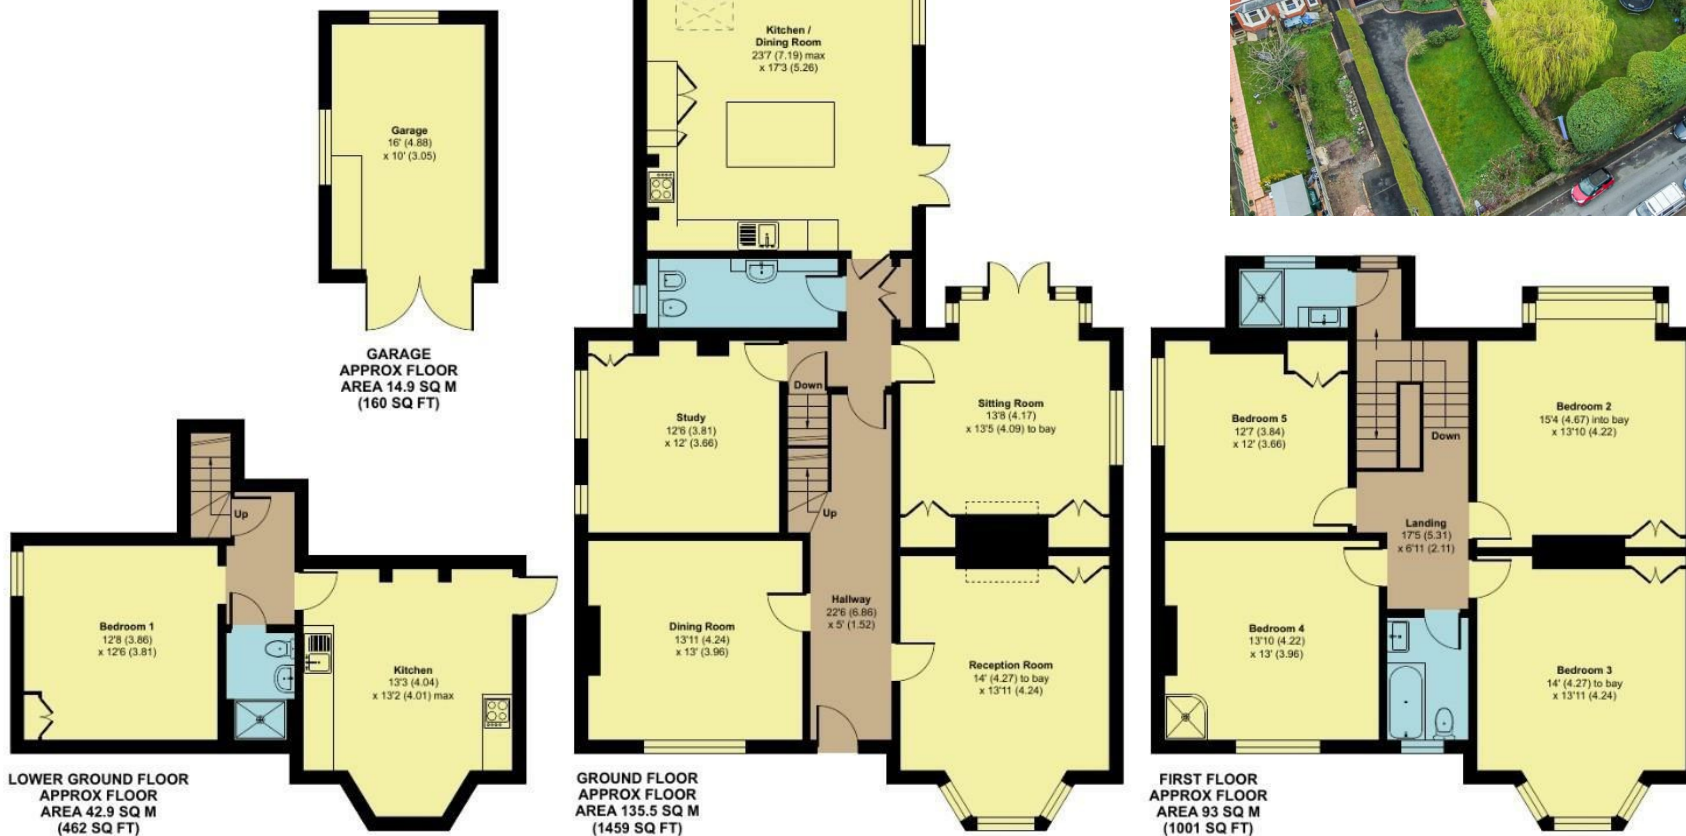 Kitchen /
Dining Room
23'7 (7.19) max
x 17'3 (5.26)
Garage
16' (4.88)
x 10' (3.05)
GARAGE
APPROX FLOOR
AREA 14.9 SQ M
(160 SQ FT)
Up
Bedroom 1
12'8 (3.86)
x 12'6 (3.81)
Kitchen
13'3 (4.04)
x 13'2 (4.01) max
LOWER GROUND FLOOR
APPROX FLOOR
AREA 42.9 SQ M
(462 SQ FT)
Down
Study
12'6 (3.81)
x 12' (3.66)
Sitting Room
13'8 (4.17)
x 13'5 (4.09) to bay
Up
Hallway
22'6 (6.86)
x 5' (1.52)
Dining Room
13'11 (4.24)
x 13' (3.96)
Reception Room
14' (4.27) to bay
x 13'11 (4.24)
GROUND FLOOR
APPROX FLOOR
AREA 135.5 SQ M
(1459 SQ FT)
Bedroom 5
12'7 (3.84)
x 12' (3.66)
Bedroom 2
15'4 (4.67) into bay
x 13'10 (4.22)
Down
Landing
17'5 (5.31)
x 6'11 (2.11)
Bedroom 4
13'10 (4.22)
x 13' (3.96)
Bedroom 3
14' (4.27) to bay
x 13'11 (4.24)
FIRST FLOOR
APPROX FLOOR
AREA 93 SQ M
(1001 SQ FT)